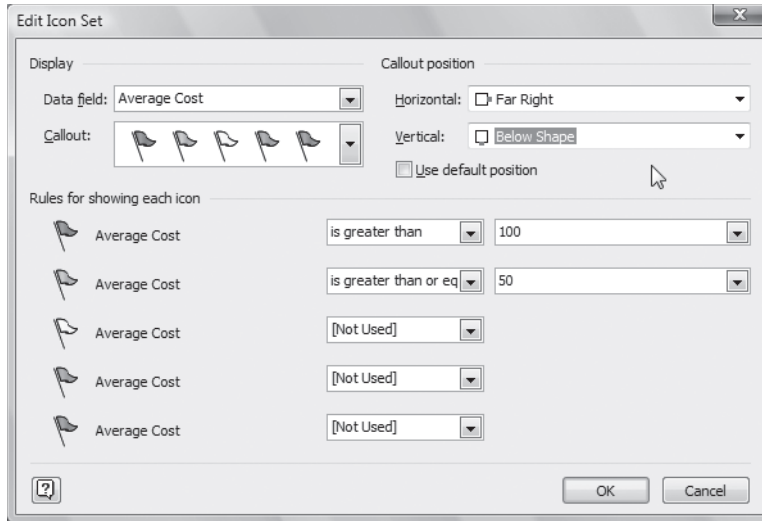 Edit Icon Set
Display
Data field: Average Cost
Callout:
Callout position
Horizontal: Far Right
Vertical: Below Shape
Use default position
Rules for showing each icon
Average Cost is greater than 100
Average Cost is greater than or eq 50
Average Cost [Not Used]
Average Cost [Not Used]
Average Cost [Not Used]
OK Cancel